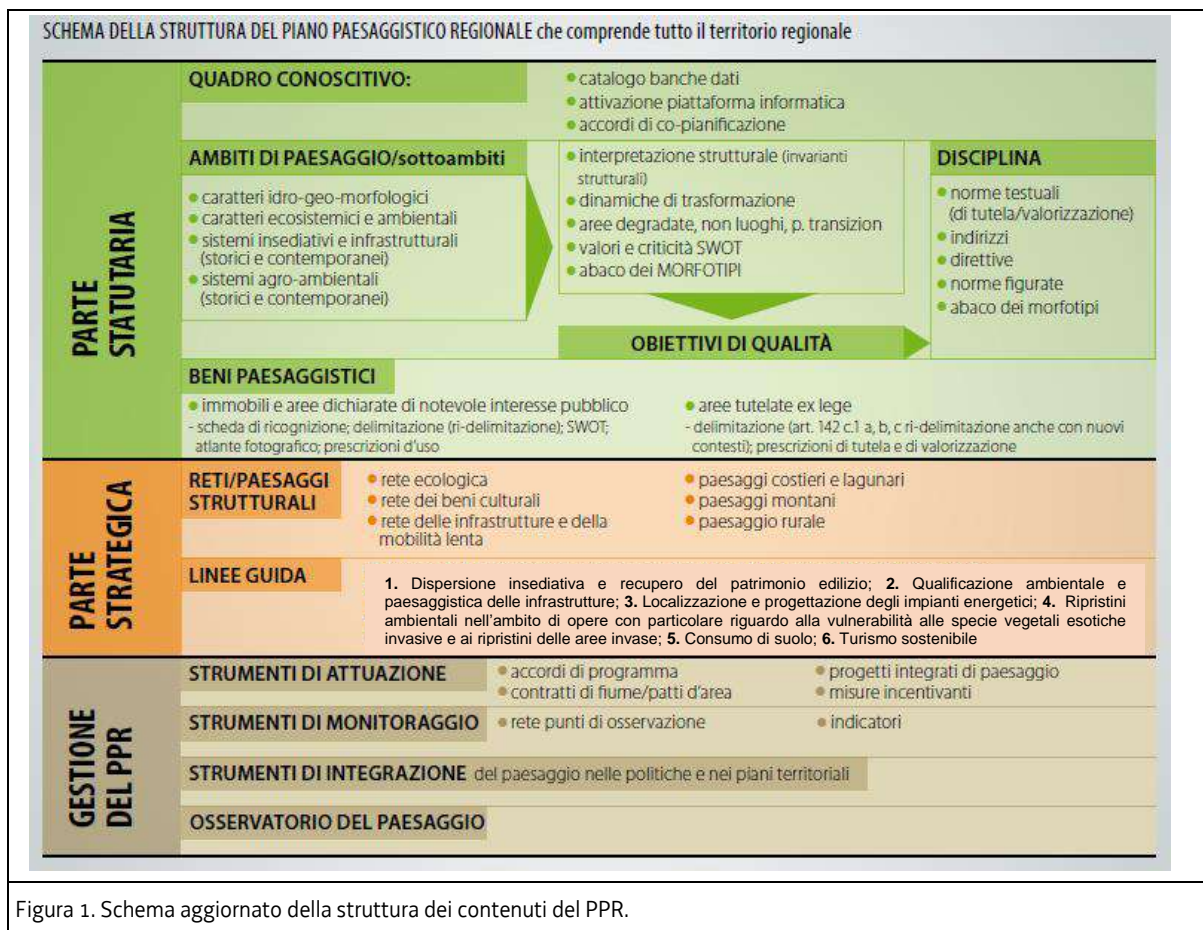 SCHEMA DELLA STRUTTURA DEL PIANO PAESAGGISTICO REGIONALE che comprende tutto il territorio regionale
PARTE
STATUTARIA
QUADRO CONOSCITIVO:
• catalogo banche dati
• attivazione piattaforma informatica
• accordi di co-pianificazione
AMBITI DI PAESAGGIO/sottoambiti
• caratteri idro-geo-morfologici
• caratteri ecosistemici e ambientali
• sistemi insediativi e infrastrutturali
(storici e contemporanei)
• sistemi agro-ambientali
(storici e contemporanei)
• interpretazione strutturale (invarianti
strutturali)
• dinamiche di trasformazione
• aree degradate, non luoghi, p. transizion
• valori e criticità SWOT
• abaco dei MORFOTIPI
OBIETTIVI DI QUALITÀ
DISCIPLINA
• norme testuali
(di tutela/valorizzazione)
• indirizzi
• direttive
• norme figurate
• abaco dei morfotipi
BENI PAESAGGISTICI
• immobili e aree dichiarate di notevole interesse pubblico
- scheda di ricognizione; delimitazione (ri-delimitazione); SWOT;
atlante fotografico; prescrizioni d'uso
• aree tutelate ex lege
- delimitazione (art. 142 c.1 a, b, c ri-delimitazione anche con nuovi
contesti); prescrizioni di tutela e di valorizzazione
PARTE
STRATEGICA
RETI/PAESAGGI
STRUTTURALI
• rete ecologica
• rete dei beni culturali
• rete delle infrastrutture e della
mobilità lenta
• paesaggi costieri e lagunari
• paesaggi montani
• paesaggio rurale
LINEE GUIDA
1. Dispersione insediativa e recupero del patrimonio edilizio; 2. Qualificazione ambientale e
paesaggistica delle infrastrutture; 3. Localizzazione e progettazione degli impianti energetici; 4. Ripristini
ambientali nell'ambito di opere con particolare riguardo alla vulnerabilità alle specie vegetali esotiche
invasive e ai ripristini delle aree invase; 5. Consumo di suolo; 6. Turismo sostenibile
GESTIONE
DEL PPR
STRUMENTI DI ATTUAZIONE
• accordi di programma
• contratti di fiume/patti d'area
• progetti integrati di paesaggio
• misure incentivanti
STRUMENTI DI MONITORAGGIO
• rete punti di osservazione
• indicatori
STRUMENTI DI INTEGRAZIONE del paesaggio nelle politiche e nei piani territoriali
OSSERVATORIO DEL PAESAGGIO
Figura 1. Schema aggiornato della struttura dei contenuti del PPR.